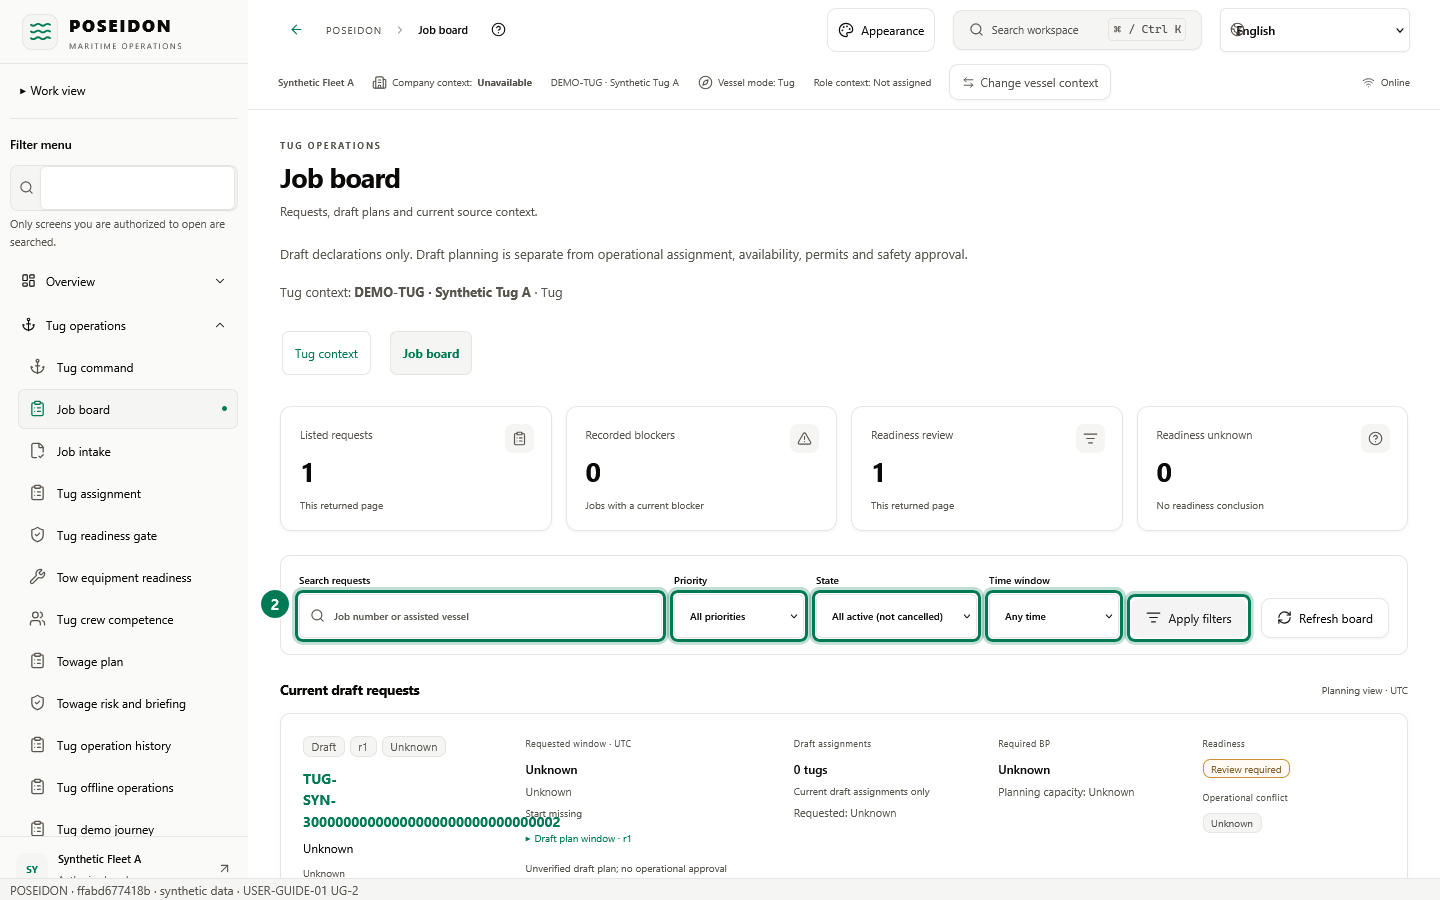 POSEIDON
MARITIME OPERATIONS
Work view
Filter menu
Only screens you are authorized to open are
searched.
Overview
Tug operations
Tug command
Job board
Job intake
Tug assignment
Tug readiness gate
Tow equipment readiness
Tug crew competence
Towage plan
Towage risk and briefing
Tug operation history
Tug offline operations
Tug demo journey
SY
Synthetic Fleet A
POSEIDON
Job board
Appearance
Search workspace
⌘ / Ctrl K
English
Synthetic Fleet A
Company context: Unavailable
DEMO-TUG · Synthetic Tug A
Vessel mode: Tug
Role context: Not assigned
Change vessel context
Online
TUG OPERATIONS
Job board
Requests, draft plans and current source context.
Draft declarations only. Draft planning is separate from operational assignment, availability, permits and safety approval.
Tug context: DEMO-TUG · Synthetic Tug A · Tug
Tug context
Job board
Listed requests
1
This returned page
Recorded blockers
0
Jobs with a current blocker
Readiness review
1
This returned page
Readiness unknown
0
No readiness conclusion
2
Search requests
Job number or assisted vessel
Priority
All priorities
State
All active (not cancelled)
Time window
Any time
Apply filters
Refresh board
Current draft requests
Planning view · UTC
Draft
r1
Unknown
TUG-
SYN-
Unknown
Unknown
Requested window · UTC
Unknown
Unknown
Start missing
Draft plan window · r1
Unverified draft plan; no operational approval
Draft assignments
0 tugs
Current draft assignments only
Requested: Unknown
Required BP
Unknown
Planning capacity: Unknown
Readiness
Review required
Operational conflict
Unknown
POSEIDON · ffabd677418b · synthetic data · USER-GUIDE-01 UG-2